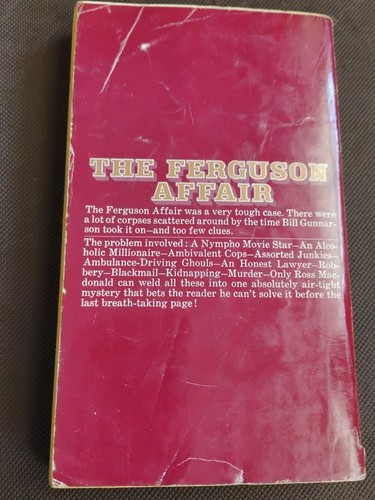 THE FERGUSON
AFFAIR
The Ferguson Affair was a very tough case. There were
a lot of corpses scattered around by the time Bill Gunnar-
son took it on—and too few clues.
The problem involved: A Nympho Movie Star—An Alco-
holic Millionaire—Ambivalent Cops—Assorted Junkies—
Ambulance-Driving Ghouls—An Honest Lawyer—Rob-
bery—Blackmail—Kidnapping—Murder—Only Ross Mac-
donald can weld all these into one absolutely air-tight
mystery that bets the reader he can't solve it before the
last breath-taking page!